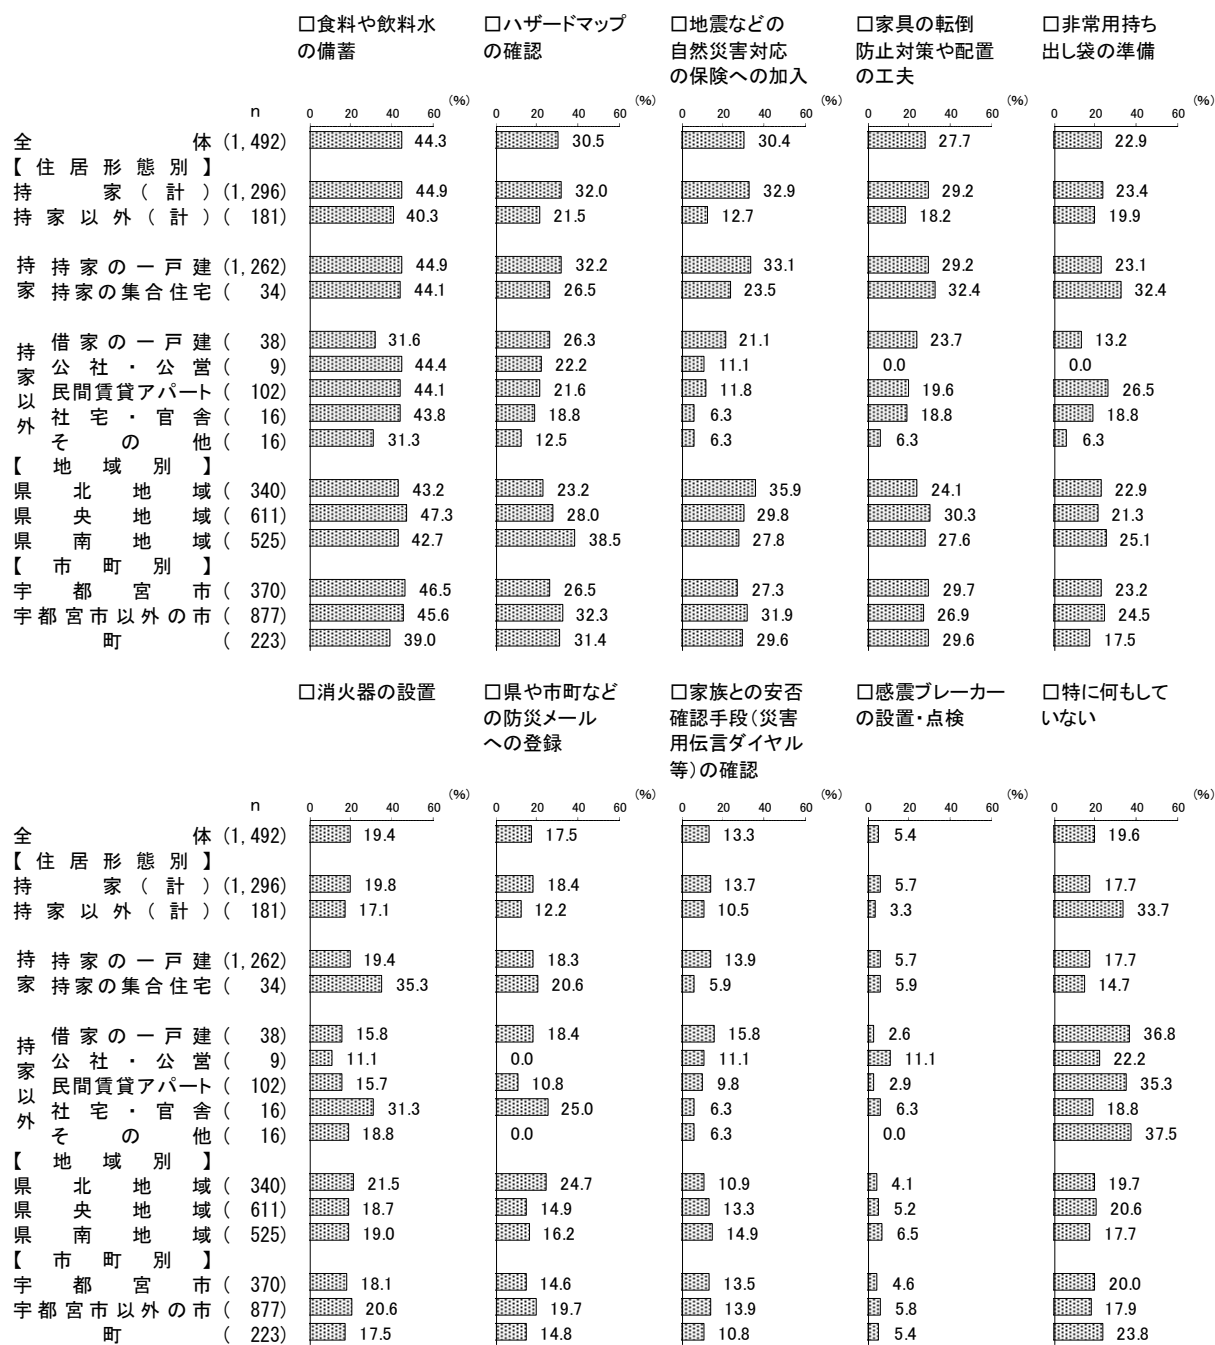 □食料や飲料水 □ハザードマップ □地震などの □家具の転倒 □非常用持ち
の備蓄 の確認 自然災害対応 防止対策や配置 出し袋の準備
の保険への加入 の工夫
n (%) (%) (%) (%) (%)
0 20 40 60 0 20 40 60 0 20 40 60 0 20 40 60 0 20 40 60
全体 (1,492) 44.3 30.5 30.4 27.7 22.9
【住居形態別】
持家(計) (1,296) 44.9 32.0 32.9 29.2 23.4
持家以外(計) ( 181) 40.3 21.5 12.7 18.2 19.9
持家 持家の一戸建 (1,262) 44.9 32.2 33.1 29.2 23.1
持家の集合住宅 ( 34) 44.1 26.5 23.5 32.4 32.4
持家以外 借家の一戸建 ( 38) 31.6 26.3 21.1 23.7 13.2
公社・公営 ( 9) 44.4 22.2 11.1 0.0 0.0
民間賃貸アパート ( 102) 44.1 21.6 11.8 19.6 26.5
社宅・官舎 ( 16) 43.8 18.8 6.3 18.8 18.8
その他 ( 16) 31.3 12.5 6.3 6.3 6.3
【地域別】
県北地域 ( 340) 43.2 23.2 35.9 24.1 22.9
県央地域 ( 611) 47.3 28.0 29.8 30.3 21.3
県南地域 ( 525) 42.7 38.5 27.8 27.6 25.1
【市町別】
宇都宮市 ( 370) 46.5 26.5 27.3 29.7 23.2
宇都宮市以外の市 ( 877) 45.6 32.3 31.9 26.9 24.5
町 ( 223) 39.0 31.4 29.6 29.6 17.5
□消火器の設置 □県や市町など □家族との安否 □感震ブレーカー □特に何もして
の防災メール 確認手段(災害 の設置・点検 いない
への登録 用伝言ダイヤル
等)の確認
n (%) (%) (%) (%) (%)
0 20 40 60 0 20 40 60 0 20 40 60 0 20 40 60 0 20 40 60
全体 (1,492) 19.4 17.5 13.3 5.4 19.6
【住居形態別】
持家(計) (1,296) 19.8 18.4 13.7 5.7 17.7
持家以外(計) ( 181) 17.1 12.2 10.5 3.3 33.7
持家 持家の一戸建 (1,262) 19.4 18.3 13.9 5.7 17.7
持家の集合住宅 ( 34) 35.3 20.6 5.9 5.9 14.7
持家以外 借家の一戸建 ( 38) 15.8 18.4 15.8 2.6 36.8
公社・公営 ( 9) 11.1 0.0 11.1 11.1 22.2
民間賃貸アパート ( 102) 15.7 10.8 9.8 2.9 35.3
社宅・官舎 ( 16) 31.3 25.0 6.3 6.3 18.8
その他 ( 16) 18.8 0.0 6.3 0.0 37.5
【地域別】
県北地域 ( 340) 21.5 24.7 10.9 4.1 19.7
県央地域 ( 611) 18.7 14.9 13.3 5.2 20.6
県南地域 ( 525) 19.0 16.2 14.9 6.5 17.7
【市町別】
宇都宮市 ( 370) 18.1 14.6 13.5 4.6 20.0
宇都宮市以外の市 ( 877) 20.6 19.7 13.9 5.8 17.9
町 ( 223) 17.5 14.8 10.8 5.4 23.8